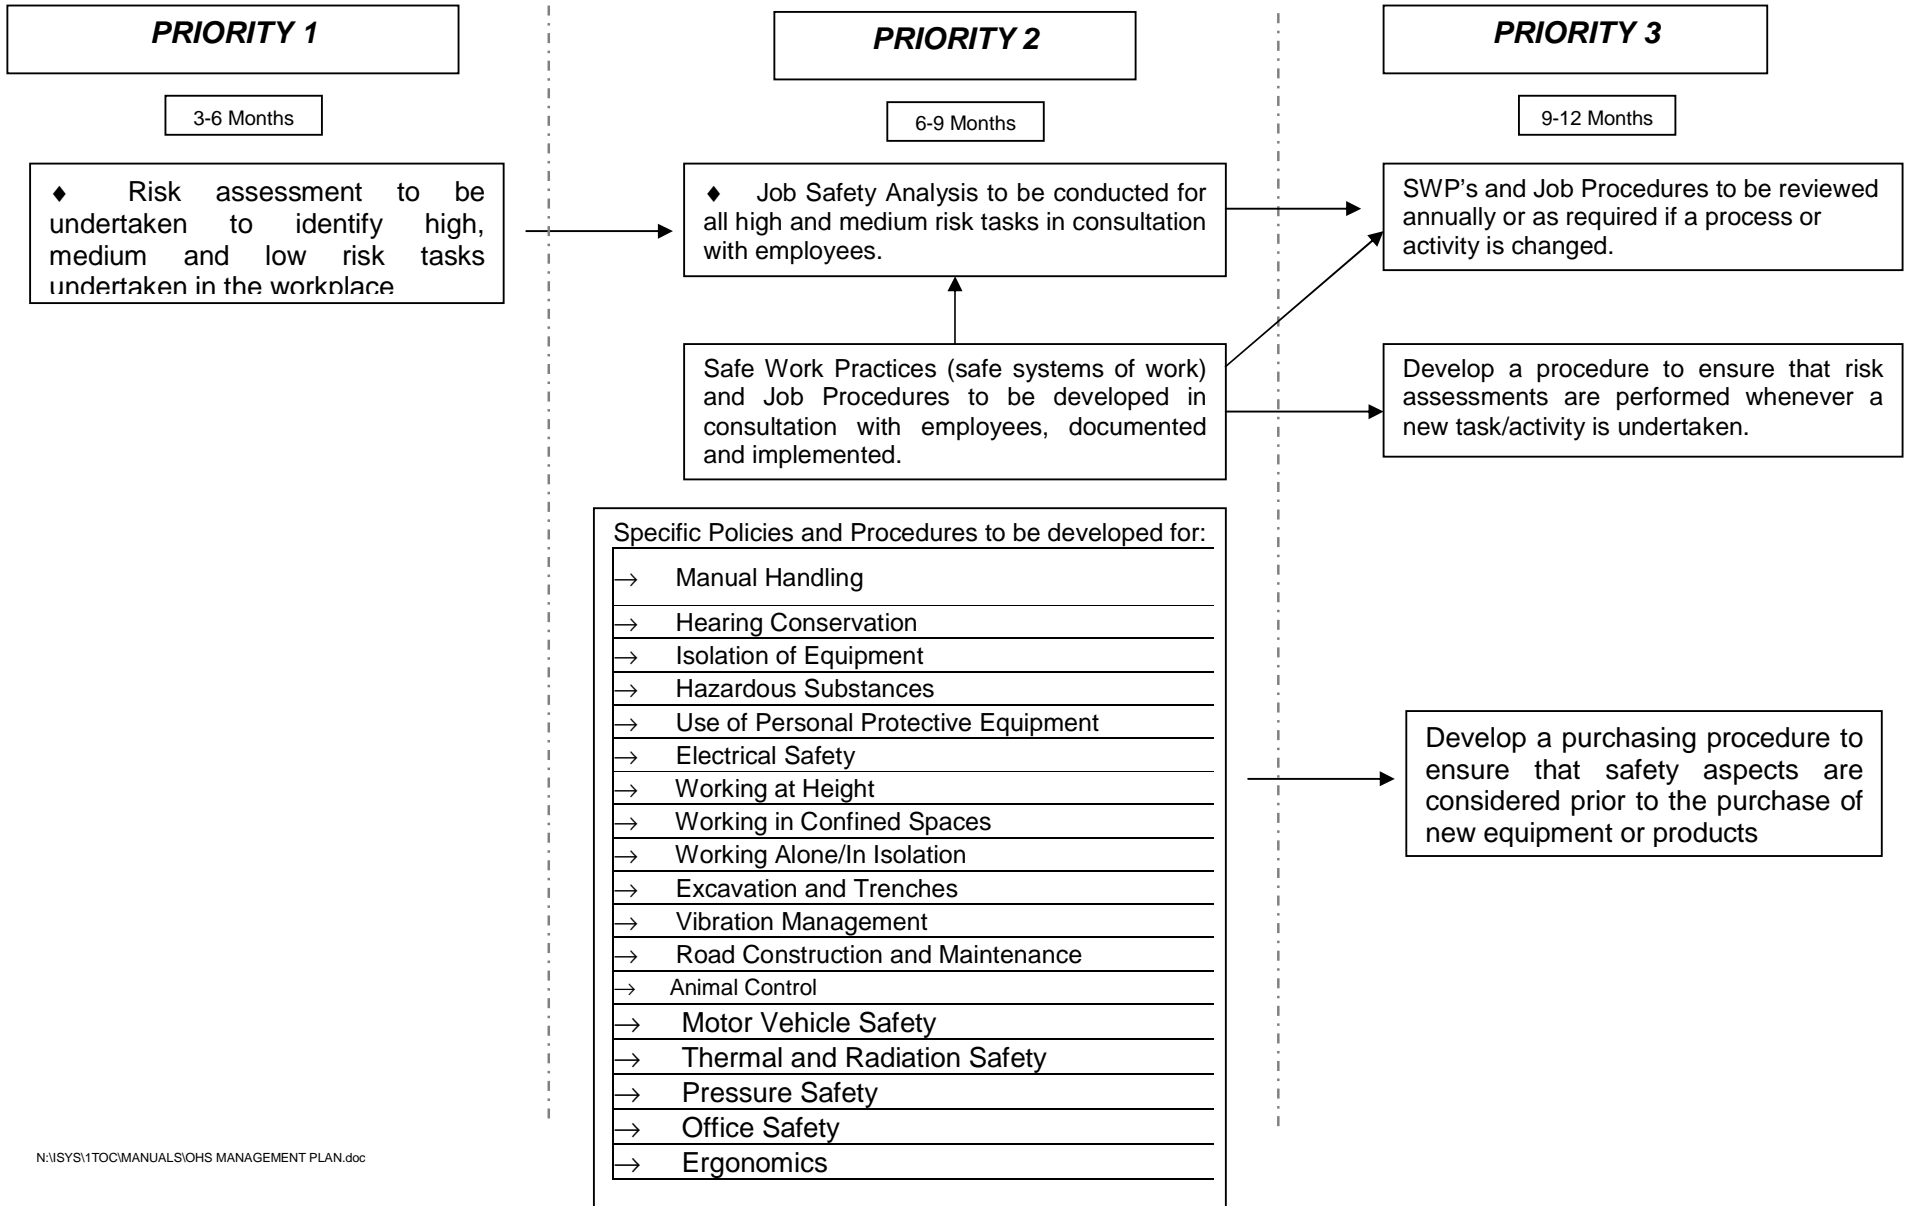 PRIORITY 1
3-6 Months
♦ Risk assessment to be
undertaken to identify high,
medium and low risk tasks
undertaken in the workplace
PRIORITY 2
6-9 Months
♦ Job Safety Analysis to be conducted for
all high and medium risk tasks in consultation
with employees.
Safe Work Practices (safe systems of work)
and Job Procedures to be developed in
consultation with employees, documented
and implemented.
Specific Policies and Procedures to be developed for:
→ Manual Handling
→ Hearing Conservation
→ Isolation of Equipment
→ Hazardous Substances
→ Use of Personal Protective Equipment
→ Electrical Safety
→ Working at Height
→ Working in Confined Spaces
→ Working Alone/In Isolation
→ Excavation and Trenches
→ Vibration Management
→ Road Construction and Maintenance
→ Animal Control
→ Motor Vehicle Safety
→ Thermal and Radiation Safety
→ Pressure Safety
→ Office Safety
→ Ergonomics
PRIORITY 3
9-12 Months
SWP's and Job Procedures to be reviewed
annually or as required if a process or
activity is changed.
Develop a procedure to ensure that risk
assessments are performed whenever a
new task/activity is undertaken.
Develop a purchasing procedure to
ensure that safety aspects are
considered prior to the purchase of
new equipment or products
N:\ISYS\1TOC\MANUALS\OHS MANAGEMENT PLAN.doc